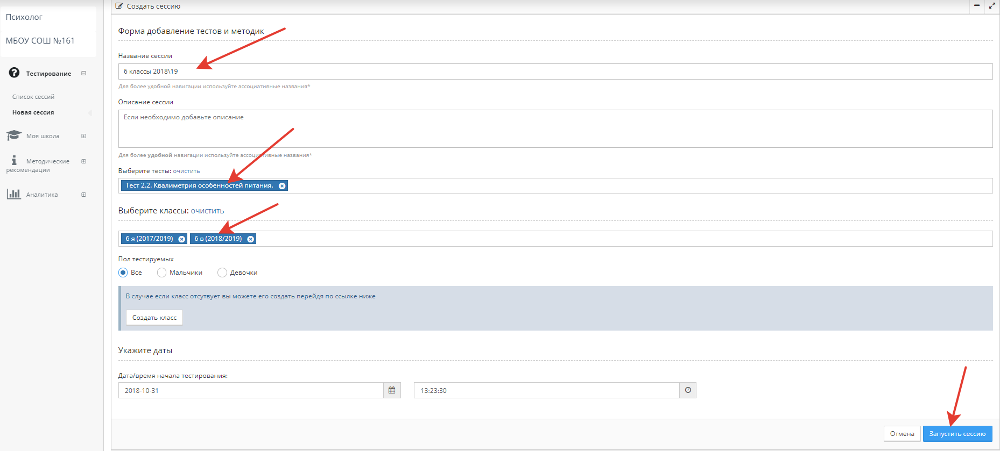 Создать сессию
Психолог
МБОУ СОШ №161
Тестирование
Список сессий
Новая сессия
Моя школа
Методические
рекомендации
Аналитика
Форма добавление тестов и методик
Название сессии
6 классы 2018\19
Для более удобной навигации используйте ассоциативные названия*
Описание сессии
Если необходимо добавьте описание
Для более удобной навигации используйте ассоциативные названия*
Выберите тесты: очистить
Тест 2.2. Квалиметрия особенностей питания.
Выберите классы: очистить
6 я (2017/2019) 6 в (2018/2019)
Пол тестируемых
Все Мальчики Девочки
В случае если класс отсутвует вы можете его создать перейдя по ссылке ниже
Создать класс
Укажите даты
Дата/время начала тестирования:
2018-10-31 13:23:30
Отмена Запустить сессию